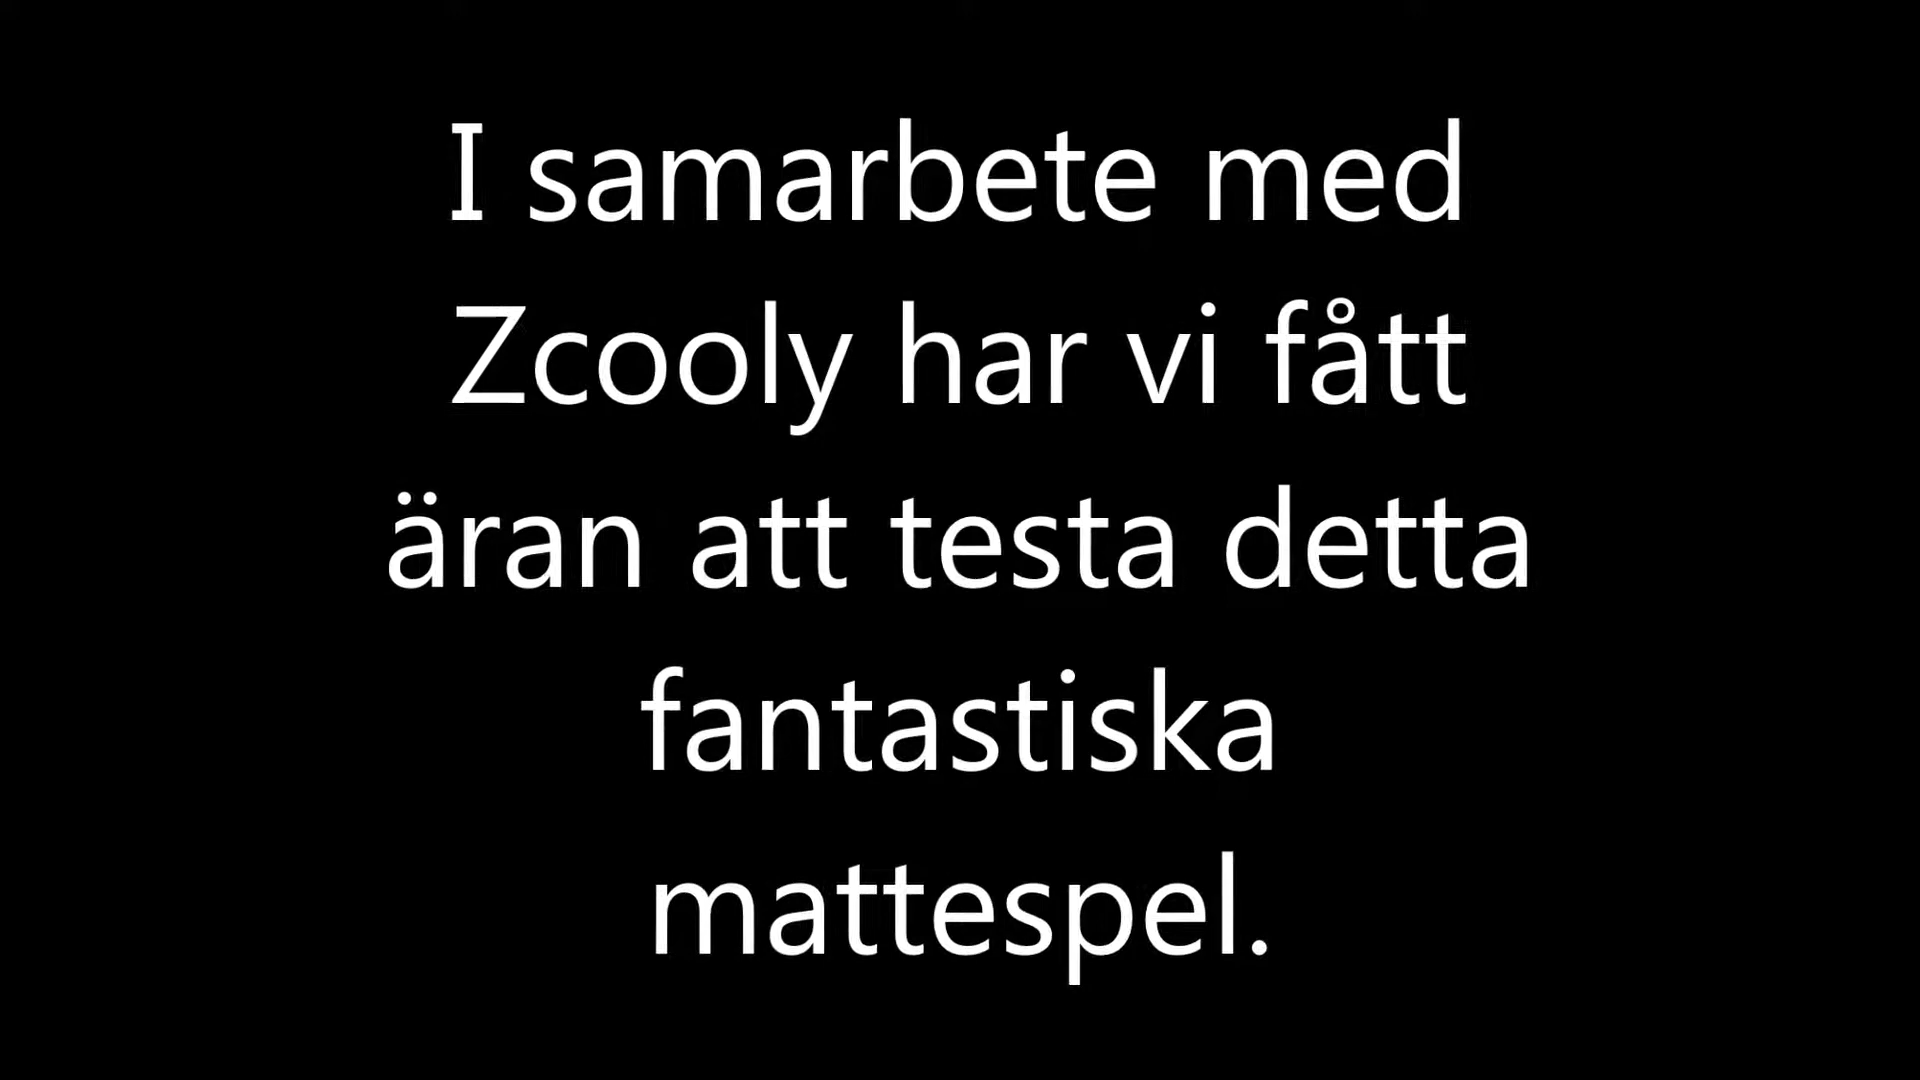 I samarbete med
Zcooly har vi fått
äran att testa detta
fantastiska
mattespel.